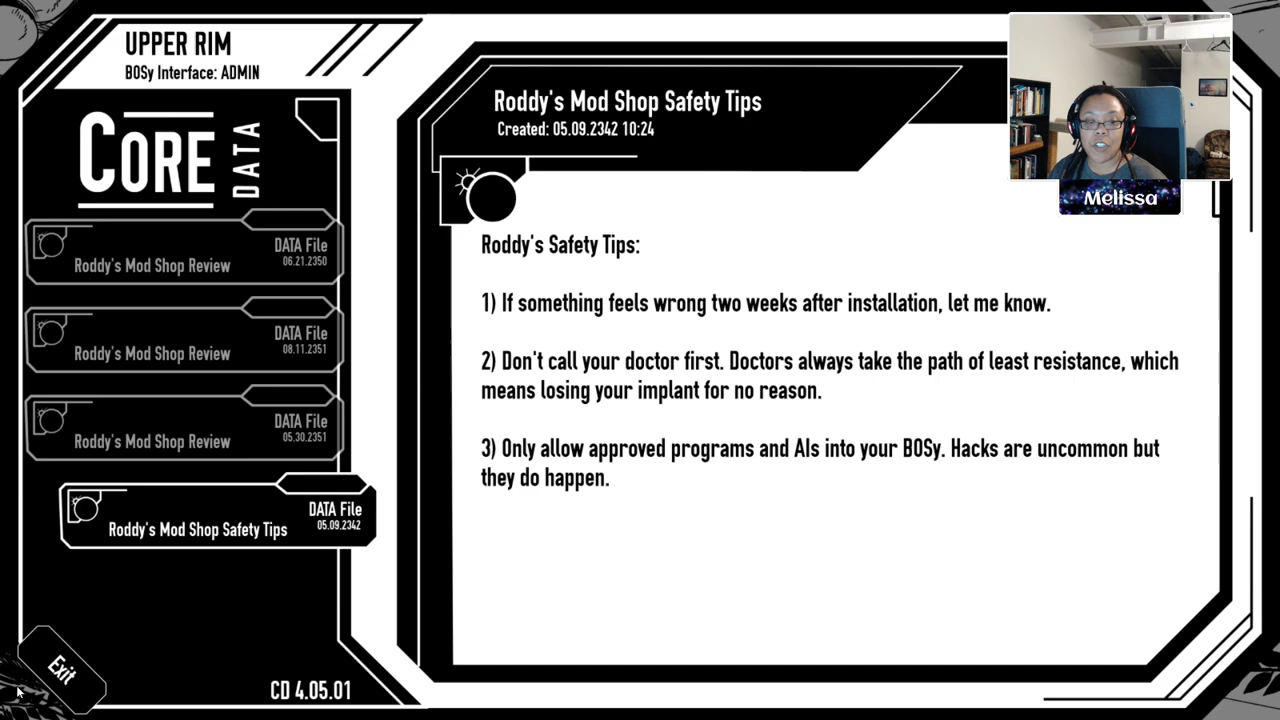 UPPER RIM
BOSy Interface: ADMIN
CORE
DATA
DATA File
06.21.2350
Roddy's Mod Shop Review
DATA File
08.11.2351
Roddy's Mod Shop Review
DATA File
05.30.2351
Roddy's Mod Shop Review
DATA File
05.09.2342
Roddy's Mod Shop Safety Tips
Exit
CD 4.05.01
Roddy's Mod Shop Safety Tips
Created: 05.09.2342 10:24
Roddy's Safety Tips:
1) If something feels wrong two weeks after installation, let me know.
2) Don't call your doctor first. Doctors always take the path of least resistance, which
means losing your implant for no reason.
3) Only allow approved programs and AIs into your BOSy. Hacks are uncommon but
they do happen.
Melissa